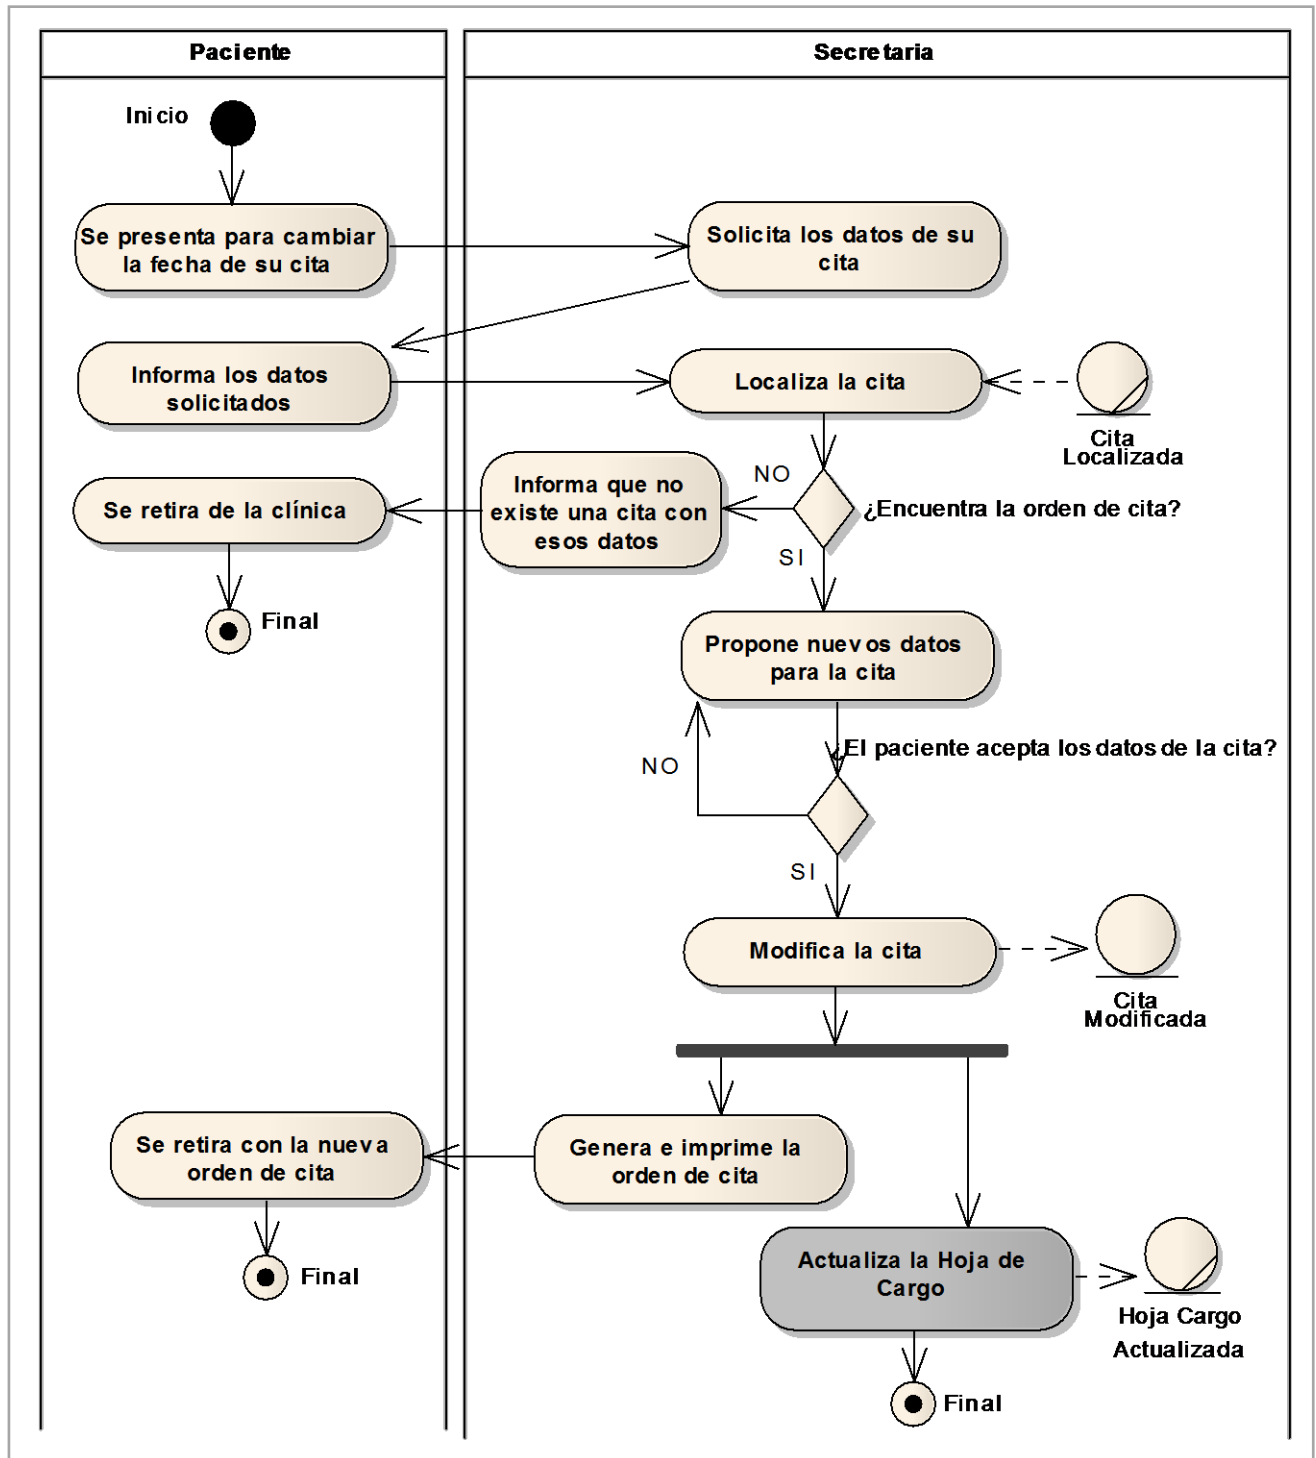 Paciente
Secretaria
Inicio
Se presenta para cambiar
la fecha de su cita
Solicita los datos de su
cita
Informa los datos
solicitados
Localiza la cita
Cita
Localizada
NO
Se retira de la clínica
Informa que no
existe una cita con
esos datos
¿Encuentra la orden de cita?
SI
Final
Propone nuevos datos
para la cita
¿El paciente acepta los datos de la cita?
NO
SI
Modifica la cita
Cita
Modificada
Se retira con la nueva
orden de cita
Genera e imprime la
orden de cita
Final
Actualiza la Hoja de
Cargo
Hoja Cargo
Actualizada
Final